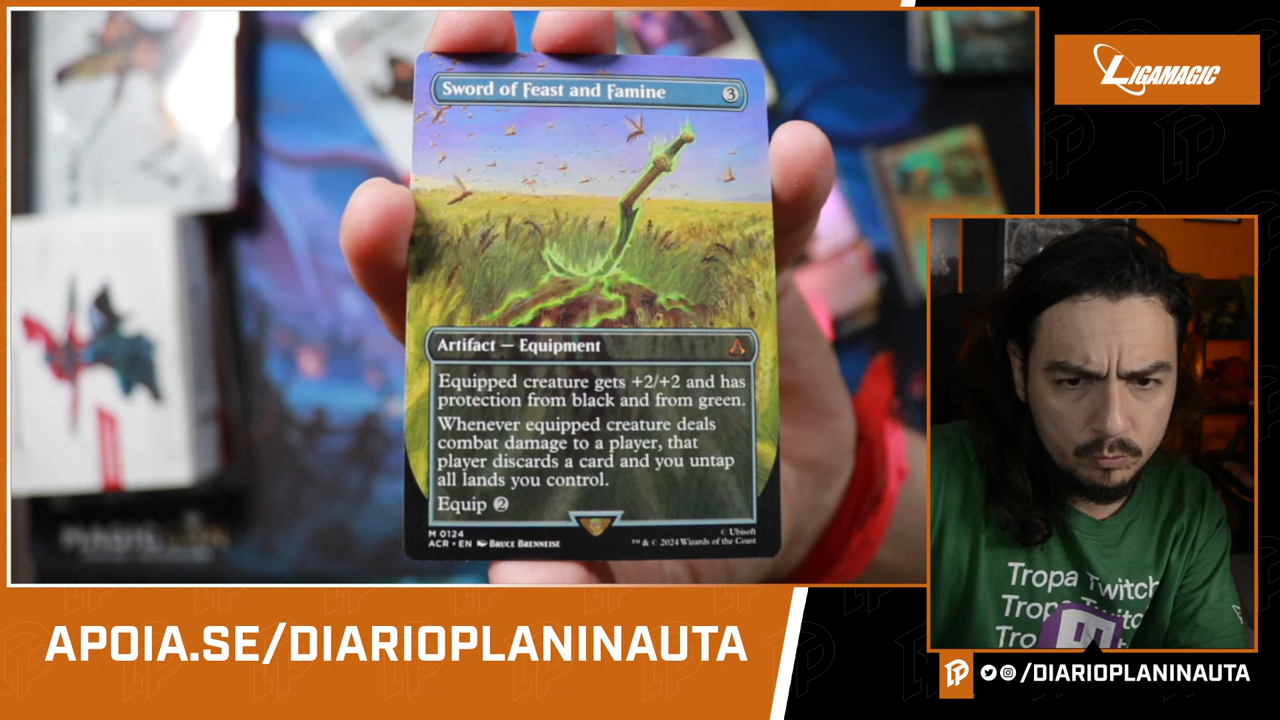 Sword of Feast and Famine 3
Artifact — Equipment
Equipped creature gets +2/+2 and has
protection from black and from green.
Whenever equipped creature deals
combat damage to a player, that
player discards a card and you untap
all lands you control.
Equip 2
M 0124
ACR • EN BRUCE BRENNEISE
© Ubisoft
™ & © 2024 Wizards of the Coast
LIGAMAGIC
Tropa Twitch
APOIA.SE/DIARIOPLANINAUTA
/DIARIOPLANINAUTA